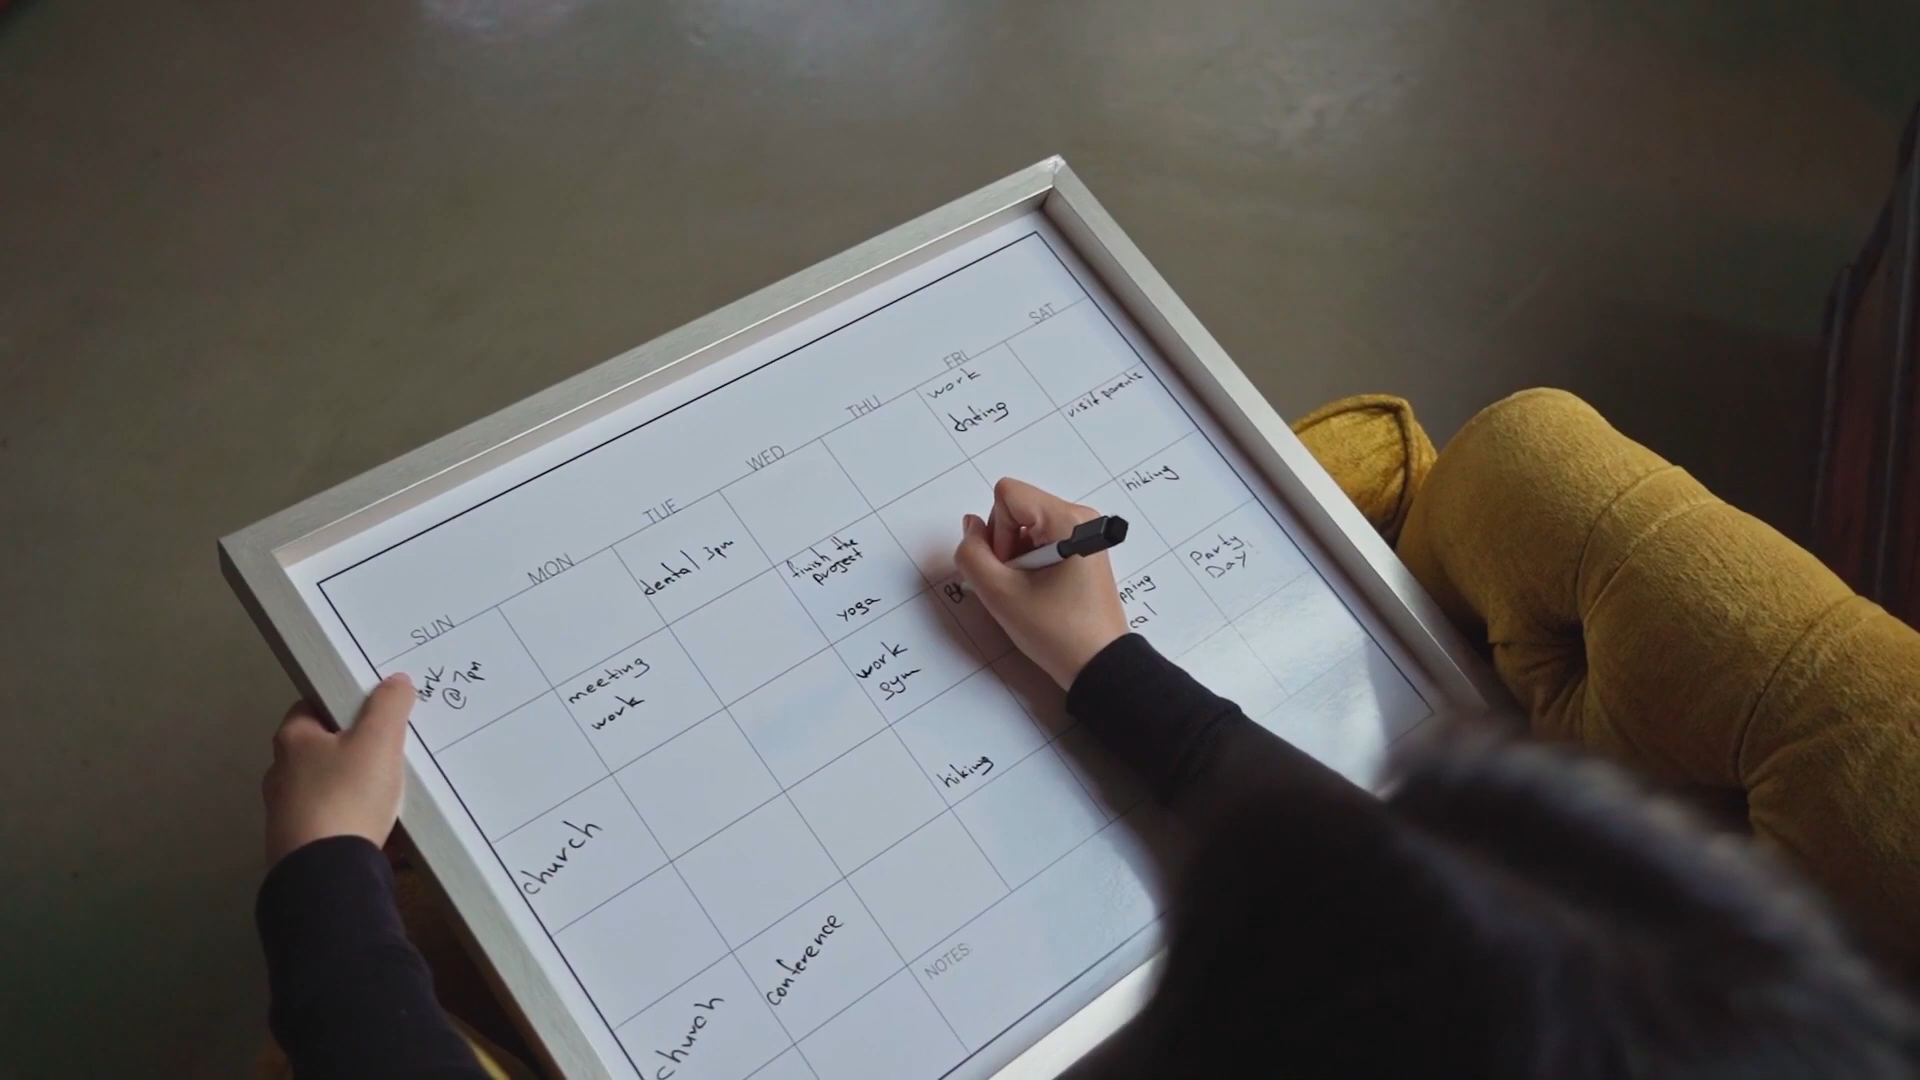 SUN
MON
TUE
WED
THU
FRI
SAT
@7pm
dental 3pm
work
dating
meeting
work
finish the
project
visit parents
yoga
hiking
church
work
gym
Party
Day
hiking
church
conference
NOTES: